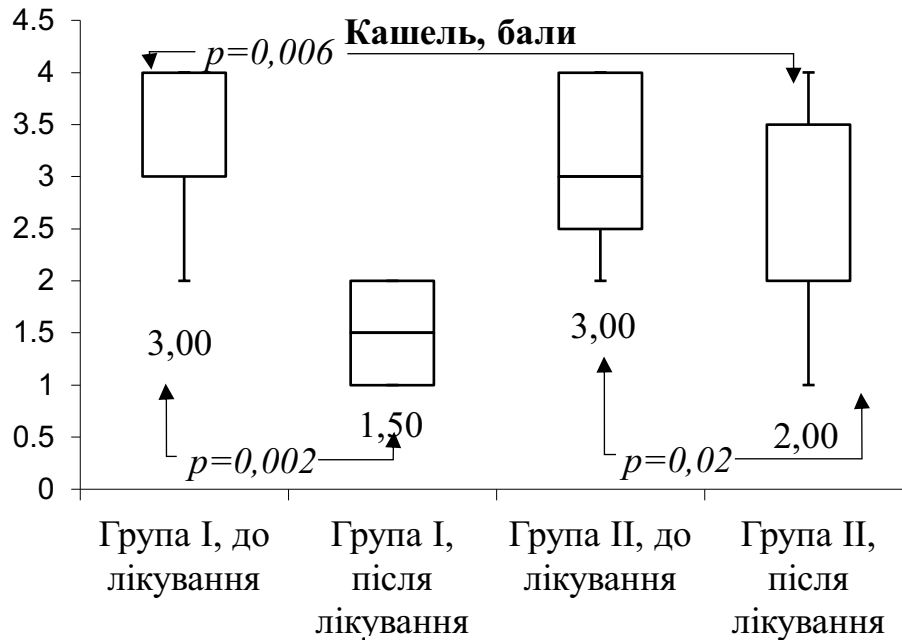 Кашель, бали
p=0,006
4.5
4
3.5
3
2.5
2
1.5
1
0.5
0
3,00
1,50
3,00
2,00
p=0,002
p=0,02
Група І, до
лікування
Група І,
після
лікування
Група ІІ, до
лікування
Група ІІ,
після
лікування